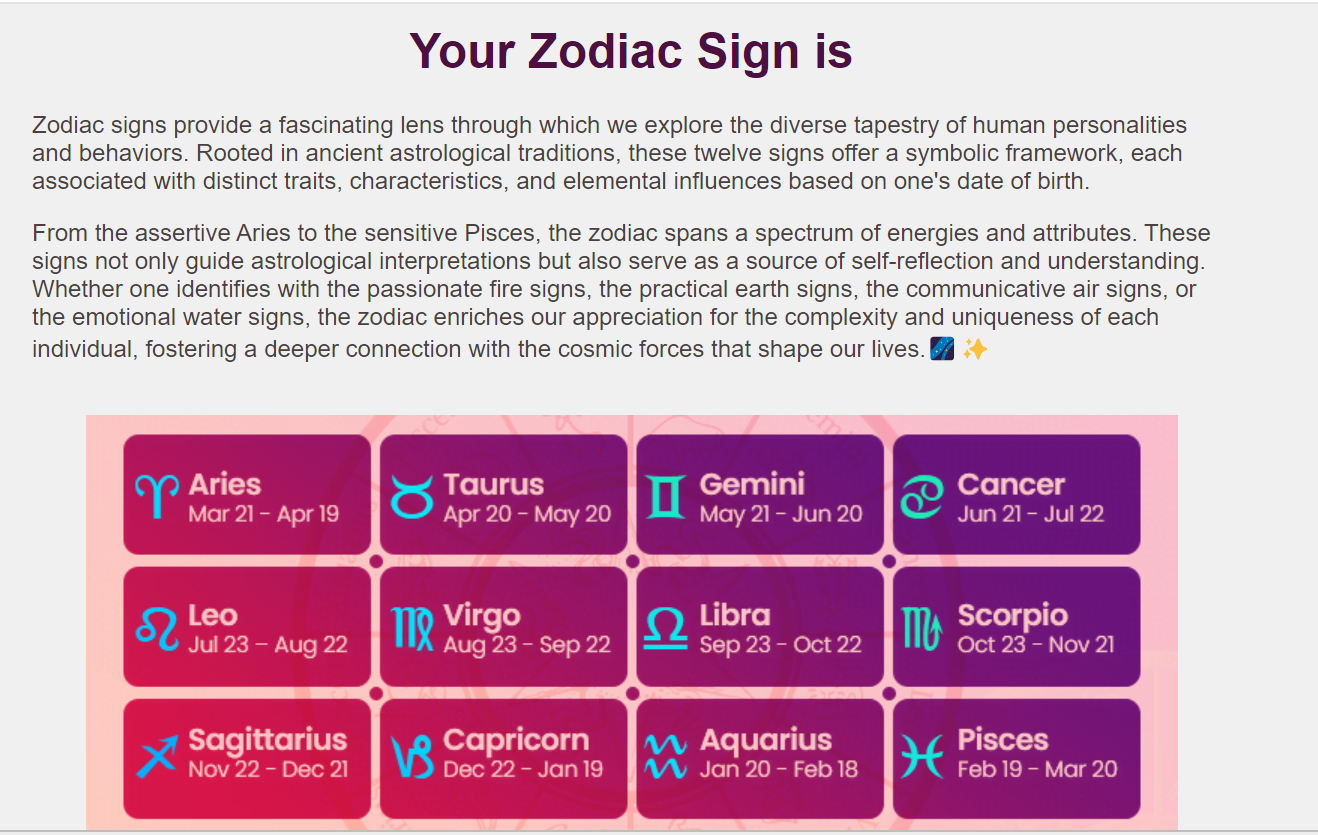 Your Zodiac Sign is
Zodiac signs provide a fascinating lens through which we explore the diverse tapestry of human personalities
and behaviors. Rooted in ancient astrological traditions, these twelve signs offer a symbolic framework, each
associated with distinct traits, characteristics, and elemental influences based on one's date of birth.
From the assertive Aries to the sensitive Pisces, the zodiac spans a spectrum of energies and attributes. These
signs not only guide astrological interpretations but also serve as a source of self-reflection and understanding.
Whether one identifies with the passionate fire signs, the practical earth signs, the communicative air signs, or
the emotional water signs, the zodiac enriches our appreciation for the complexity and uniqueness of each
individual, fostering a deeper connection with the cosmic forces that shape our lives.🌌 ✨
Aries
Mar 21 - Apr 19
Taurus
Apr 20 - May 20
Gemini
May 21 - Jun 20
Cancer
Jun 21 - Jul 22
Leo
Jul 23 - Aug 22
Virgo
Aug 23 - Sep 22
Libra
Sep 23 - Oct 22
Scorpio
Oct 23 - Nov 21
Sagittarius
Nov 22 - Dec 21
Capricorn
Dec 22 - Jan 19
Aquarius
Jan 20 - Feb 18
Pisces
Feb 19 - Mar 20